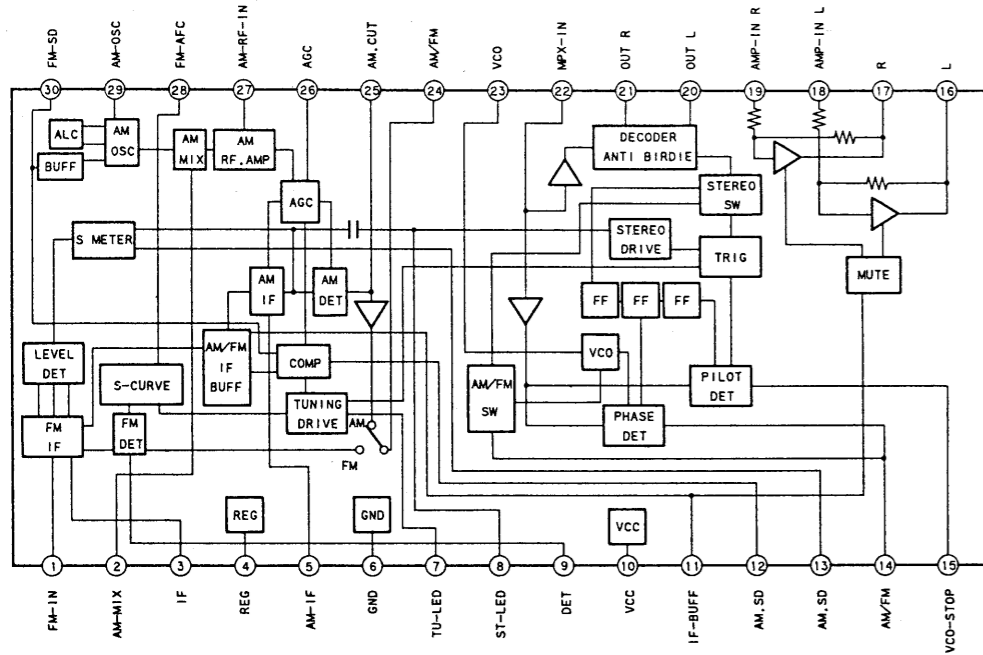 FM-SD
AM-OSC
FM-AFC
AM-RF-IN
AGC
AM.CUT
AM/FM
VCO
MPX-IN
OUT R
OUT L
AMP-IN R
AMP-IN L
R
L
30
29
28
27
26
25
24
23
22
21
20
19
18
17
16
ALC
AM
OSC
BUFF
AM
MIX
AM
RF.AMP
DECODER
ANTI BIRDIE
AGC
STEREO
SW
S METER
STEREO
DRIVE
TRIG
MUTE
AM
IF
AM
DET
FF
FF
FF
LEVEL
DET
AM/FM
IF
BUFF
COMP
VCO
S-CURVE
AM/FM
SW
PILOT
DET
TUNING
DRIVE
FM
IF
FM
DET
AM
PHASE
DET
FM
REG
GND
VCC
1
2
3
4
5
6
7
8
9
10
11
12
13
14
15
FM-IN
AM-MIX
IF
REG
AM-IF
GND
TU-LED
ST-LED
DET
VCC
IF-BUFF
AM.SD
AM.SD
AM/FM
VCO-STOP